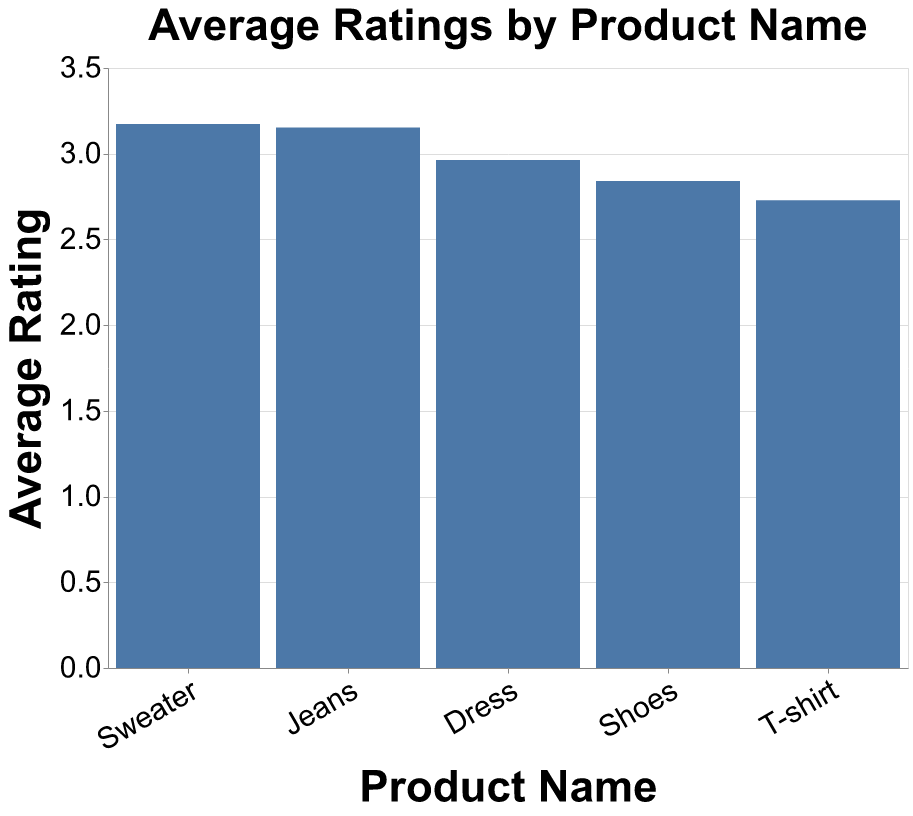 Average Ratings by Product Name
Average Rating
3.5
3.0
2.5
2.0
1.5
1.0
0.5
0.0
Sweater
Jeans
Dress
Shoes
T-shirt
Product Name